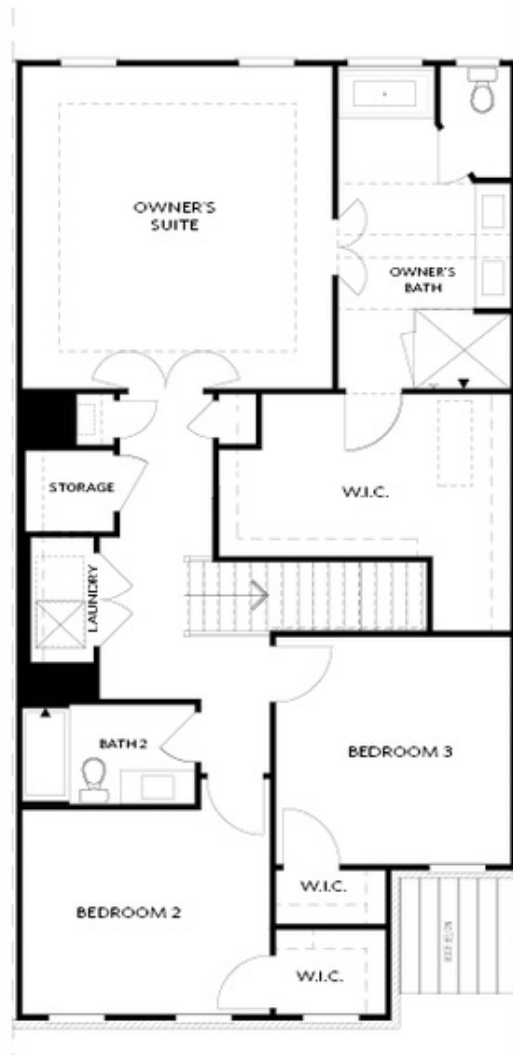 OWNER'S
SUITE
OWNER'S
BATH
W.I.C.
STORAGE
LAUNDRY
BATH 2
BEDROOM 3
W.I.C.
BEDROOM 2
W.I.C.